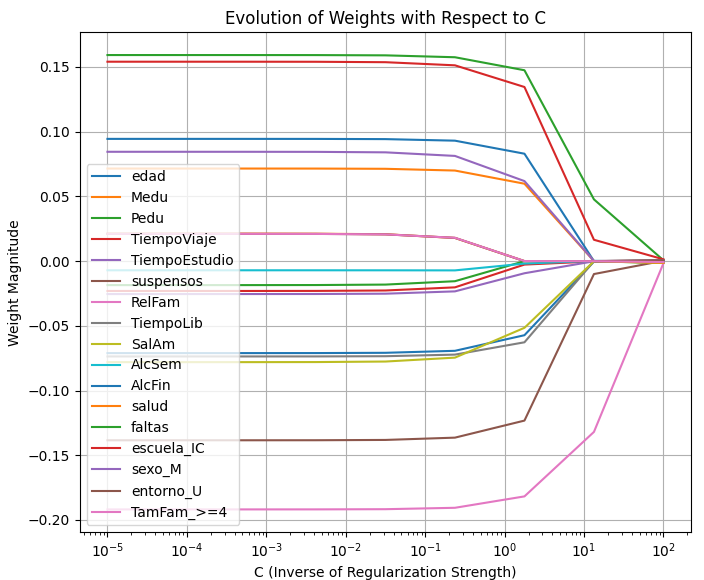 Evolution of Weights with Respect to C
0.15
0.10
0.05
0.00
−0.05
−0.10
−0.15
−0.20
Weight Magnitude
edad
Medu
Pedu
TiempoViaje
TiempoEstudio
suspensos
RelFam
TiempoLib
SalAm
AlcSem
AlcFin
salud
faltas
escuela_IC
sexo_M
entorno_U
TamFam_>=4
10⁻⁵ 10⁻⁴ 10⁻³ 10⁻² 10⁻¹ 10⁰ 10¹ 10²
C (Inverse of Regularization Strength)